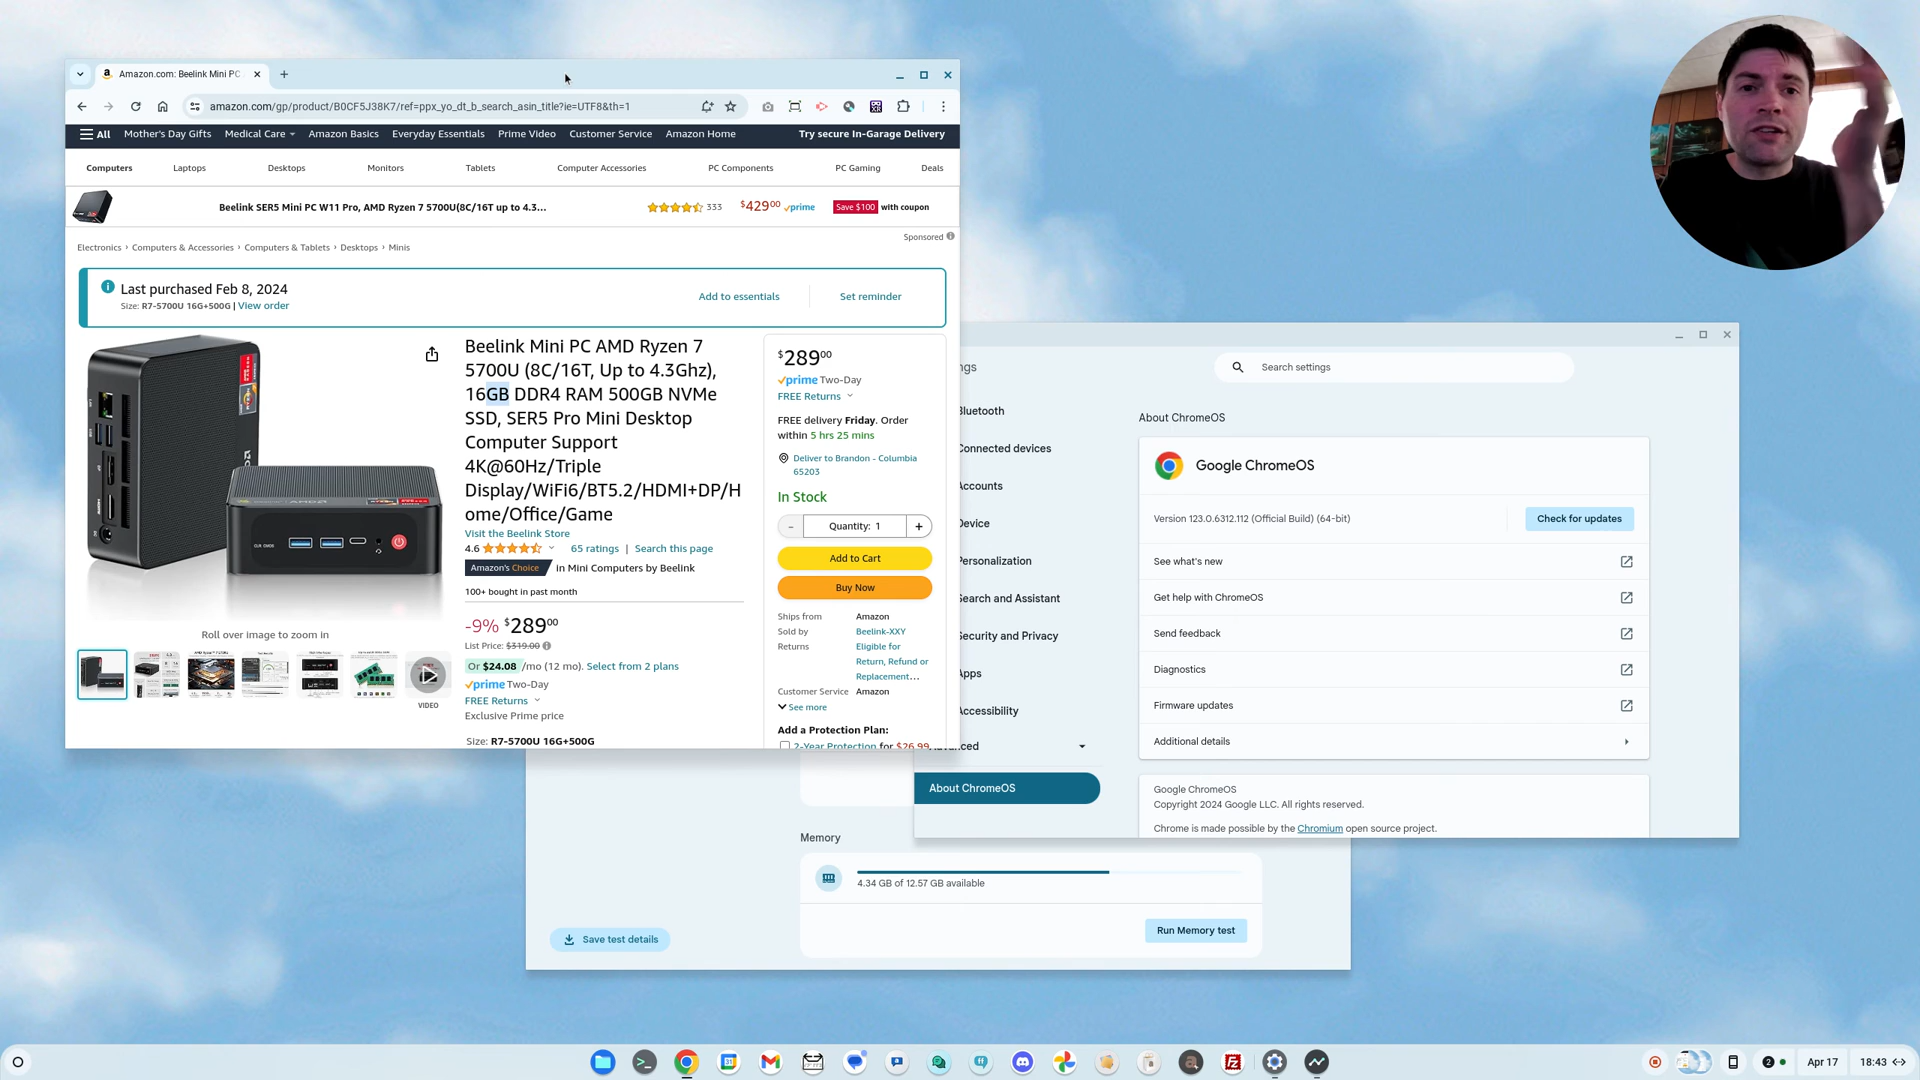 Amazon.com: Beelink Mini PC
amazon.com/gp/product/B0CF5J38K7/ref=ppx_yo_dt_b_search_asin_title?ie=UTF8&th=1
All Mother's Day Gifts Medical Care Amazon Basics Everyday Essentials Prime Video Customer Service Amazon Home Try secure In-Garage Delivery
Computers Laptops Desktops Monitors Tablets Computer Accessories PC Components PC Gaming Deals
Beelink SER5 Mini PC W11 Pro, AMD Ryzen 7 5700U(8C/16T up to 4.3... 333 $42900 prime Save $100 with coupon
Sponsored
Electronics › Computers & Accessories › Computers & Tablets › Desktops › Minis
Last purchased Feb 8, 2024
Size: R7-5700U 16G+500G | View order
Add to essentials
Set reminder
Beelink Mini PC AMD Ryzen 7
5700U (8C/16T, Up to 4.3Ghz),
16GB DDR4 RAM 500GB NVMe
SSD, SER5 Pro Mini Desktop
Computer Support
4K@60Hz/Triple
Display/WiFi6/BT5.2/HDMI+DP/H
ome/Office/Game
Visit the Beelink Store
4.6 65 ratings | Search this page
Amazon's Choice in Mini Computers by Beelink
100+ bought in past month
-9% $28900
List Price: $319.00
Or $24.08 /mo (12 mo). Select from 2 plans
prime Two-Day
FREE Returns
Exclusive Prime price
Size: R7-5700U 16G+500G
Roll over image to zoom in
VIDEO
$28900
prime Two-Day
FREE Returns
FREE delivery Friday. Order
within 5 hrs 25 mins
Deliver to Brandon - Columbia
65203
In Stock
- Quantity: 1 +
Add to Cart
Buy Now
Ships from Amazon
Sold by Beelink-XXY
Returns Eligible for
Return, Refund or
Replacement...
Customer Service Amazon
See more
Add a Protection Plan:
2-Year Protection for $26.99
ngs
Search settings
Bluetooth
Connected devices
Accounts
Device
Personalization
Search and Assistant
Security and Privacy
Apps
Accessibility
Advanced
About ChromeOS
About ChromeOS
Google ChromeOS
Version 123.0.6312.112 (Official Build) (64-bit)
Check for updates
See what's new
Get help with ChromeOS
Send feedback
Diagnostics
Firmware updates
Additional details
Google ChromeOS
Copyright 2024 Google LLC. All rights reserved.
Chrome is made possible by the Chromium open source project.
Memory
4.34 GB of 12.57 GB available
Run Memory test
Save test details
2
Apr 17
18:43